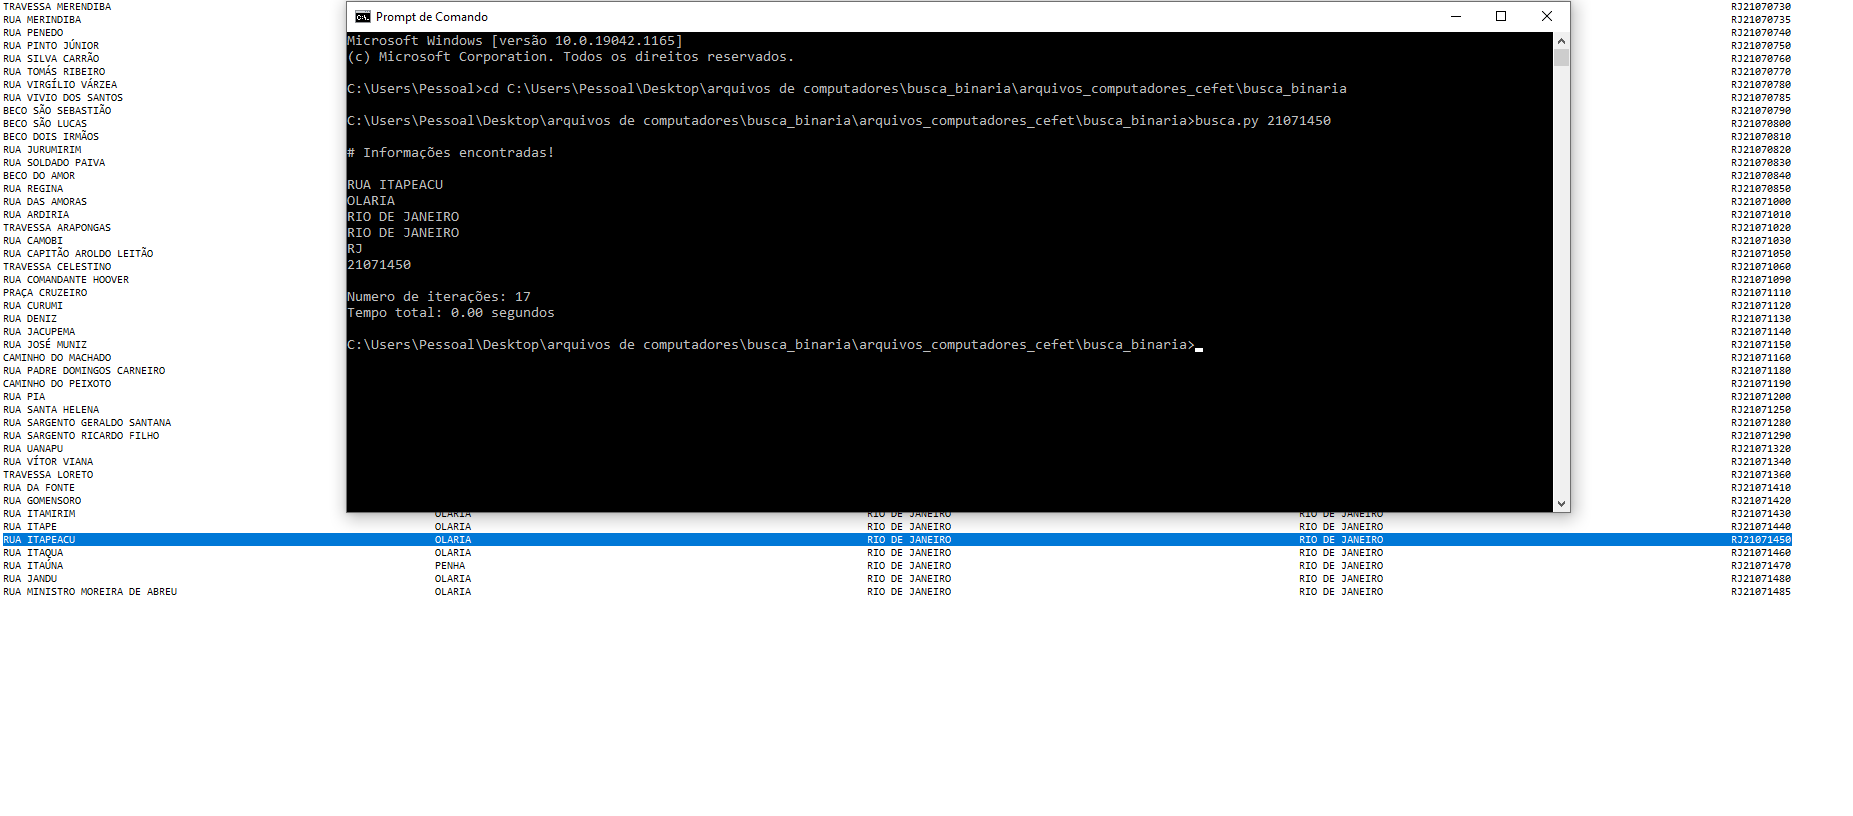 TRAVESSA MERENDIBA RJ21070730
RUA MERINDIBA RJ21070735
RUA PENEDO RJ21070740
RUA PINTO JÚNIOR RJ21070750
RUA SILVA CARRÃO RJ21070760
RUA TOMÁS RIBEIRO RJ21070770
RUA VIRGÍLIO VÁRZEA RJ21070780
RUA VIVIO DOS SANTOS RJ21070785
BECO SÃO SEBASTIÃO RJ21070790
BECO SÃO LUCAS RJ21070800
BECO DOIS IRMÃOS RJ21070810
RUA JURUMIRIM RJ21070820
RUA SOLDADO PAIVA RJ21070830
BECO DO AMOR RJ21070840
RUA REGINA RJ21070850
RUA DAS AMORAS RJ21071000
RUA ARDIRIA RJ21071010
TRAVESSA ARAPONGAS RJ21071020
RUA CAMOBI RJ21071030
RUA CAPITÃO AROLDO LEITÃO RJ21071050
TRAVESSA CELESTINO RJ21071060
RUA COMANDANTE HOOVER RJ21071090
PRAÇA CRUZEIRO RJ21071110
RUA CURUMI RJ21071120
RUA DENIZ RJ21071130
RUA JACUPEMA RJ21071140
RUA JOSÉ MUNIZ RJ21071150
CAMINHO DO MACHADO RJ21071160
RUA PADRE DOMINGOS CARNEIRO RJ21071180
CAMINHO DO PEIXOTO RJ21071190
RUA PIA RJ21071200
RUA SANTA HELENA RJ21071250
RUA SARGENTO GERALDO SANTANA RJ21071280
RUA SARGENTO RICARDO FILHO RJ21071290
RUA UANAPU RJ21071320
RUA VÍTOR VIANA RJ21071340
TRAVESSA LORETO RJ21071360
RUA DA FONTE RJ21071410
RUA GOMENSORO RJ21071420
RUA ITAMIRIM OLARIA RIO DE JANEIRO RIO DE JANEIRO RJ21071430
RUA ITAPE OLARIA RIO DE JANEIRO RIO DE JANEIRO RJ21071440
RUA ITAPEACU OLARIA RIO DE JANEIRO RIO DE JANEIRO RJ21071450
RUA ITAQUA OLARIA RIO DE JANEIRO RIO DE JANEIRO RJ21071460
RUA ITAÚNA PENHA RIO DE JANEIRO RIO DE JANEIRO RJ21071470
RUA JANDU OLARIA RIO DE JANEIRO RIO DE JANEIRO RJ21071480
RUA MINISTRO MOREIRA DE ABREU OLARIA RIO DE JANEIRO RIO DE JANEIRO RJ21071485
Prompt de Comando
Microsoft Windows [versão 10.0.19042.1165]
(c) Microsoft Corporation. Todos os direitos reservados.
C:\Users\Pessoal>cd C:\Users\Pessoal\Desktop\arquivos de computadores\busca_binaria\arquivos_computadores_cefet\busca_binaria
C:\Users\Pessoal\Desktop\arquivos de computadores\busca_binaria\arquivos_computadores_cefet\busca_binaria>busca.py 21071450
# Informações encontradas!
RUA ITAPEACU
OLARIA
RIO DE JANEIRO
RIO DE JANEIRO
RJ
21071450
Numero de iterações: 17
Tempo total: 0.00 segundos
C:\Users\Pessoal\Desktop\arquivos de computadores\busca_binaria\arquivos_computadores_cefet\busca_binaria>